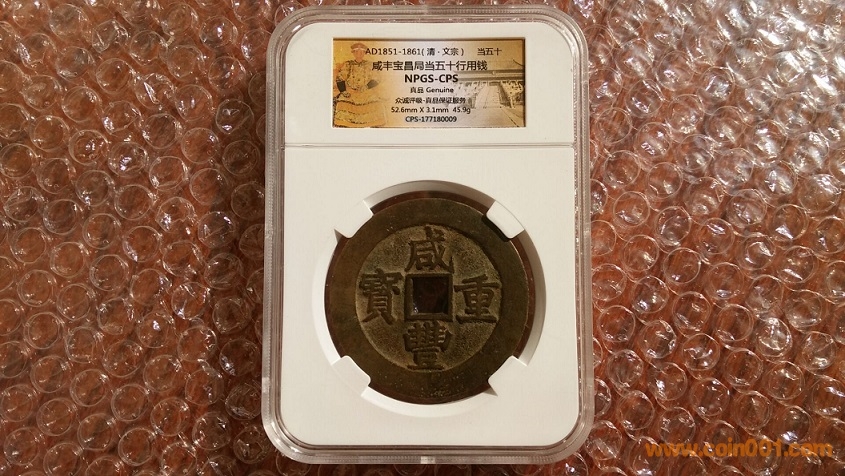 AD1851-1861(清·文宗) 当五十
咸丰宝昌局当五十行用钱
NPGS-CPS
真品 Genuine
众诚评级-真品保证服务
52.6mm X 3.1mm 45.9g
CPS-177180009
咸
豐
重
寶
www.coin001.com